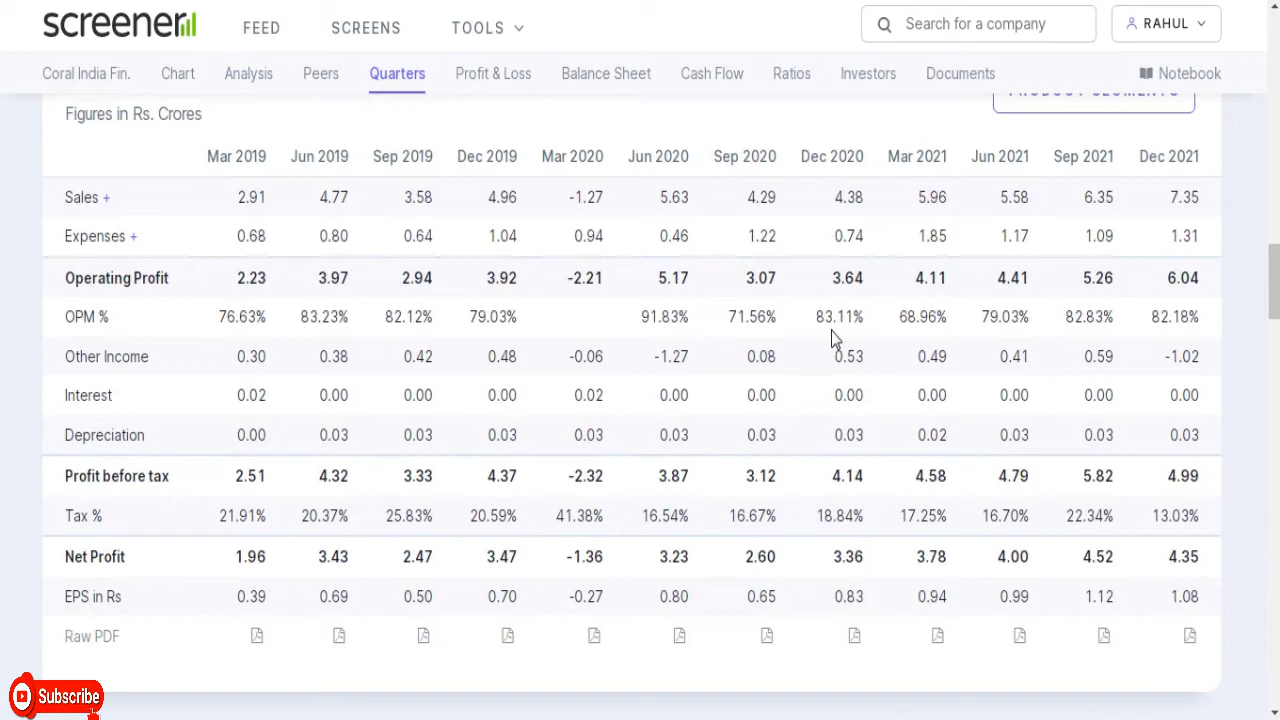 screener FEED SCREENS TOOLS Search for a company RAHUL
Coral India Fin. Chart Analysis Peers Quarters Profit & Loss Balance Sheet Cash Flow Ratios Investors Documents Notebook
PRODUCT SEGMENTS
Figures in Rs. Crores
Mar 2019 Jun 2019 Sep 2019 Dec 2019 Mar 2020 Jun 2020 Sep 2020 Dec 2020 Mar 2021 Jun 2021 Sep 2021 Dec 2021
Sales + 2.91 4.77 3.58 4.96 -1.27 5.63 4.29 4.38 5.96 5.58 6.35 7.35
Expenses + 0.68 0.80 0.64 1.04 0.94 0.46 1.22 0.74 1.85 1.17 1.09 1.31
Operating Profit 2.23 3.97 2.94 3.92 -2.21 5.17 3.07 3.64 4.11 4.41 5.26 6.04
OPM % 76.63% 83.23% 82.12% 79.03% 91.83% 71.56% 83.11% 68.96% 79.03% 82.83% 82.18%
Other Income 0.30 0.38 0.42 0.48 -0.06 -1.27 0.08 0.53 0.49 0.41 0.59 -1.02
Interest 0.02 0.00 0.00 0.00 0.02 0.00 0.00 0.00 0.00 0.00 0.00 0.00
Depreciation 0.00 0.03 0.03 0.03 0.03 0.03 0.03 0.03 0.02 0.03 0.03 0.03
Profit before tax 2.51 4.32 3.33 4.37 -2.32 3.87 3.12 4.14 4.58 4.79 5.82 4.99
Tax % 21.91% 20.37% 25.83% 20.59% 41.38% 16.54% 16.67% 18.84% 17.25% 16.70% 22.34% 13.03%
Net Profit 1.96 3.43 2.47 3.47 -1.36 3.23 2.60 3.36 3.78 4.00 4.52 4.35
EPS in Rs 0.39 0.69 0.50 0.70 -0.27 0.80 0.65 0.83 0.94 0.99 1.12 1.08
Raw PDF
Subscribe